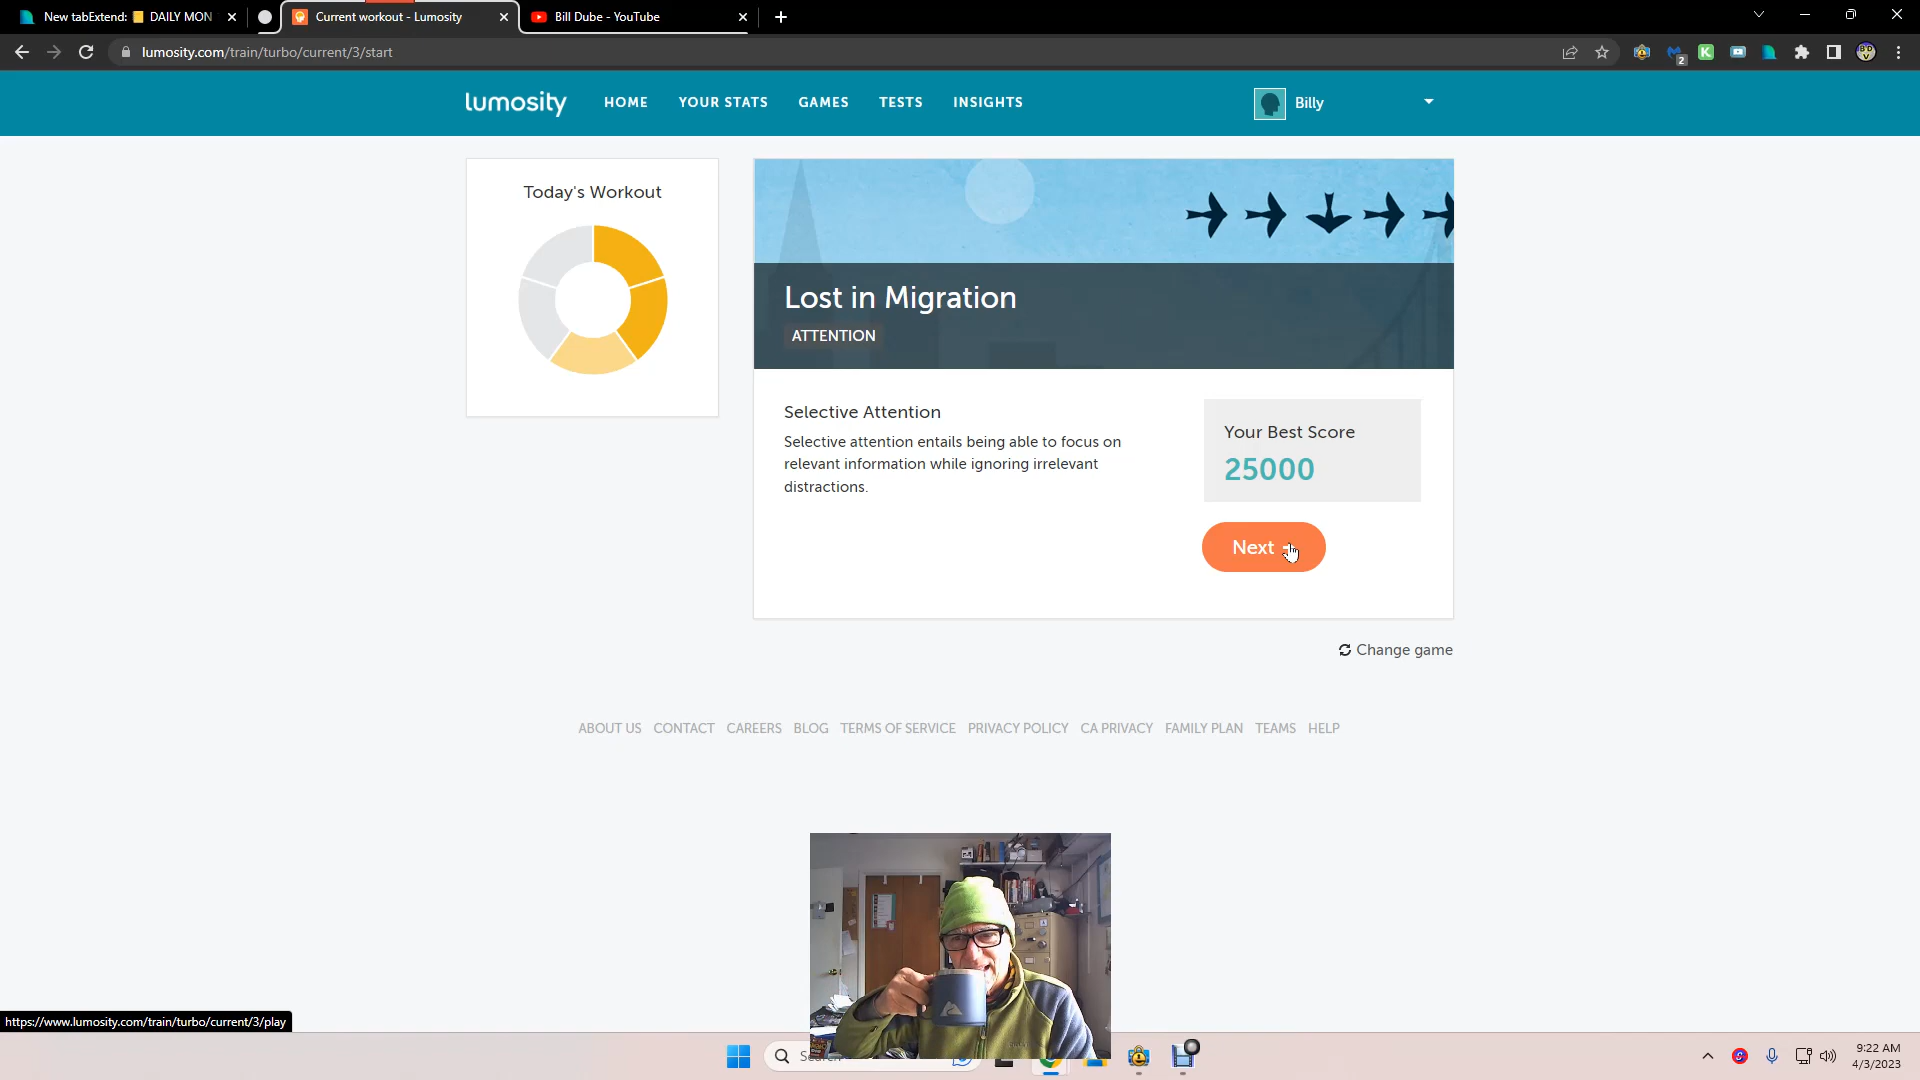 New tabExtend: DAILY MON
Current workout - Lumosity
Bill Dube - YouTube
lumosity.com/train/turbo/current/3/start
2
lumosity
HOME
YOUR STATS
GAMES
TESTS
INSIGHTS
Billy
Today's Workout
Lost in Migration
ATTENTION
Selective Attention
Selective attention entails being able to focus on
relevant information while ignoring irrelevant
distractions.
Your Best Score
25000
Next
Change game
ABOUT US CONTACT CAREERS BLOG TERMS OF SERVICE PRIVACY POLICY CA PRIVACY FAMILY PLAN TEAMS HELP
https://www.lumosity.com/train/turbo/current/3/play
9:22 AM
4/3/2023